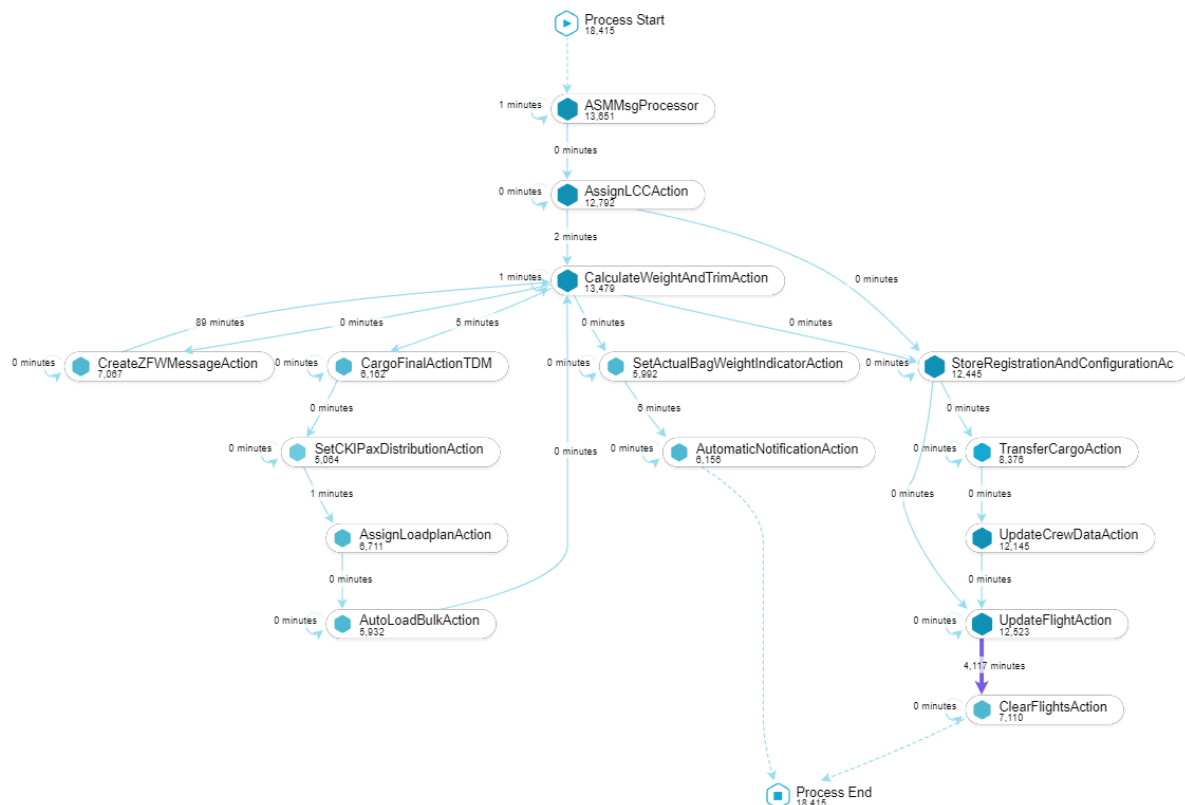 Process Start
18,415
1 minutes
ASMMsgProcessor
13,651
0 minutes
0 minutes
AssignLCCAction
12,792
2 minutes
0 minutes
1 minutes
CalculateWeightAndTrimAction
13,479
89 minutes
0 minutes
5 minutes
0 minutes
0 minutes
0 minutes
CreateZFWMessageAction
7,067
0 minutes
CargoFinalActionTDM
6,162
0 minutes
SetActualBagWeightIndicatorAction
5,992
0 minutes
StoreRegistrationAndConfigurationAc
12,445
0 minutes
6 minutes
0 minutes
0 minutes
SetCKIPaxDistributionAction
5,064
0 minutes
0 minutes
AutomaticNotificationAction
6,156
0 minutes
TransferCargoAction
8,376
1 minutes
0 minutes
0 minutes
AssignLoadplanAction
6,711
UpdateCrewDataAction
12,145
0 minutes
0 minutes
0 minutes
AutoLoadBulkAction
5,932
0 minutes
UpdateFlightAction
12,523
4,117 minutes
0 minutes
ClearFlightsAction
7,110
Process End
18,415